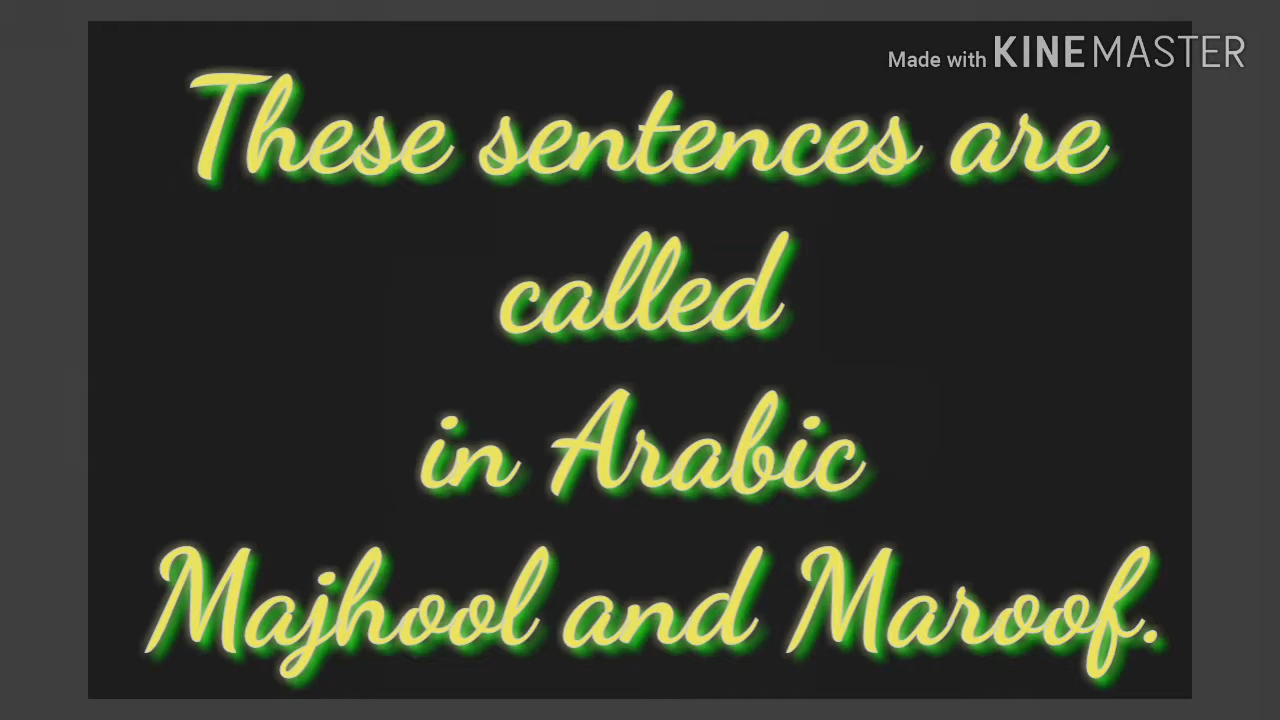 Made with KINEMASTER
These sentences are
called
in Arabic
Majhool and Maroof.